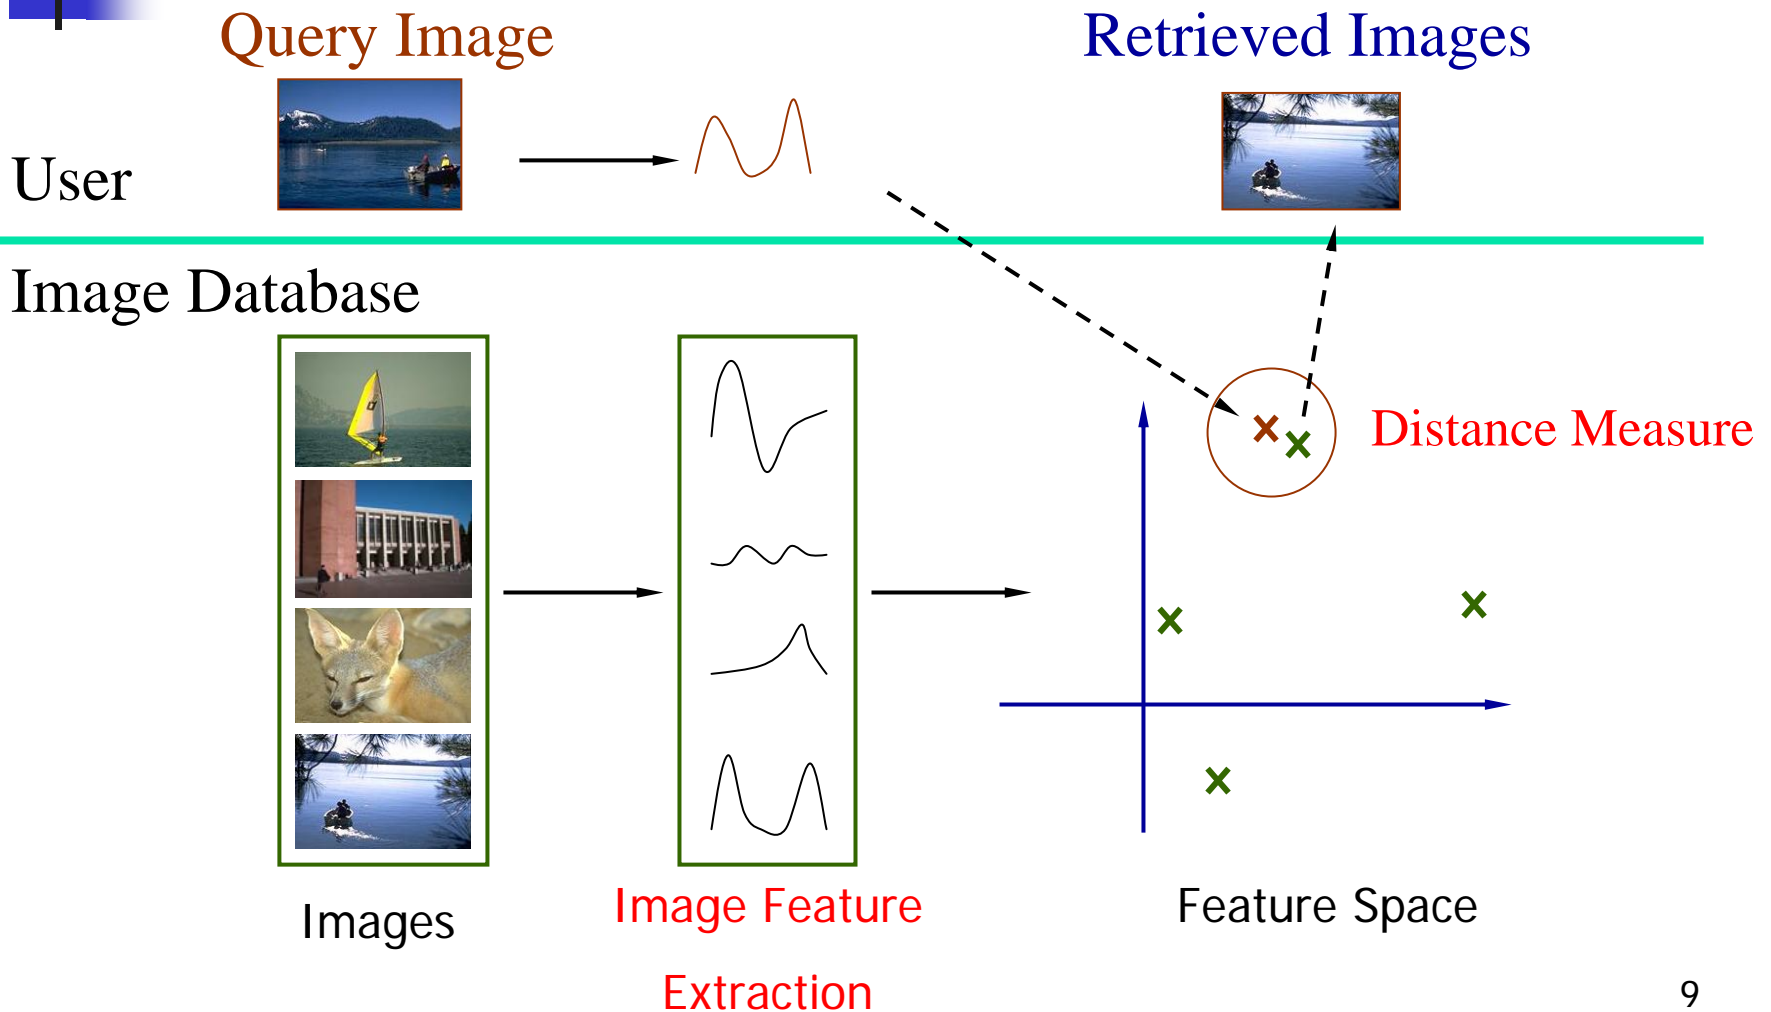 Query Image
Retrieved Images
User
Image Database
Distance Measure
Images
Image Feature
Extraction
Feature Space
9